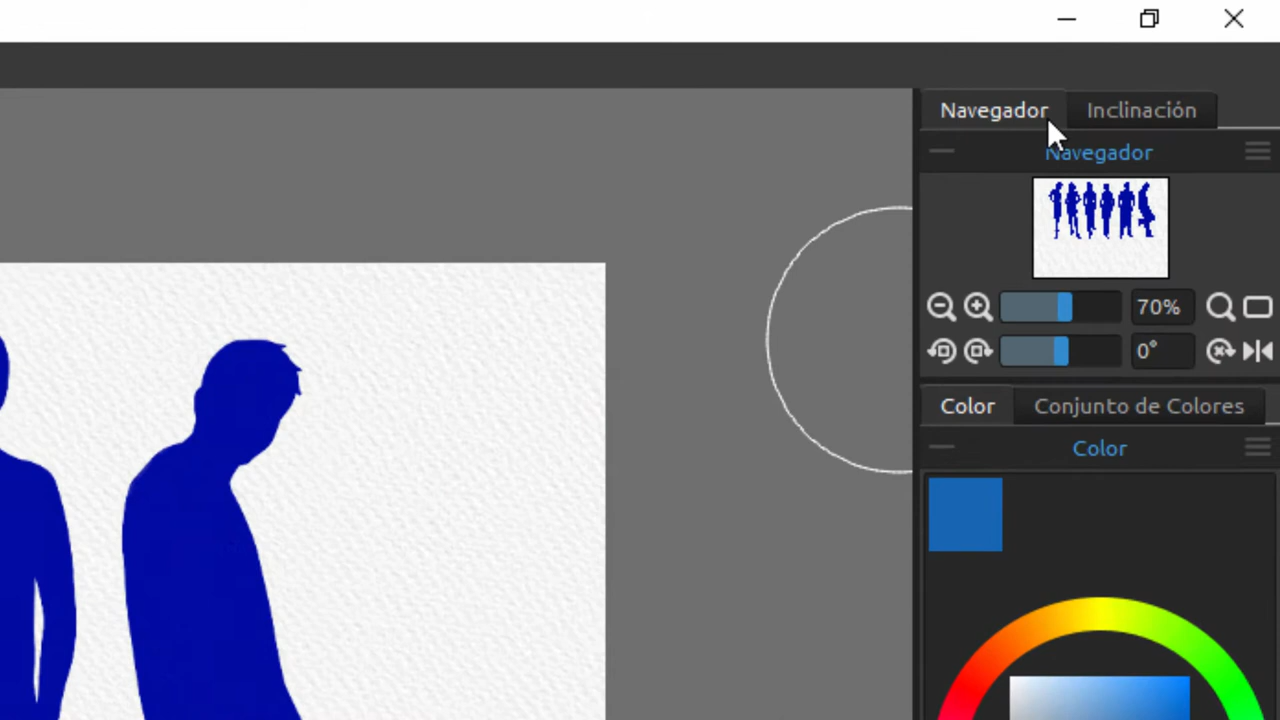 Navegador Inclinación
Navegador
70%
0°
Color Conjunto de Colores
Color